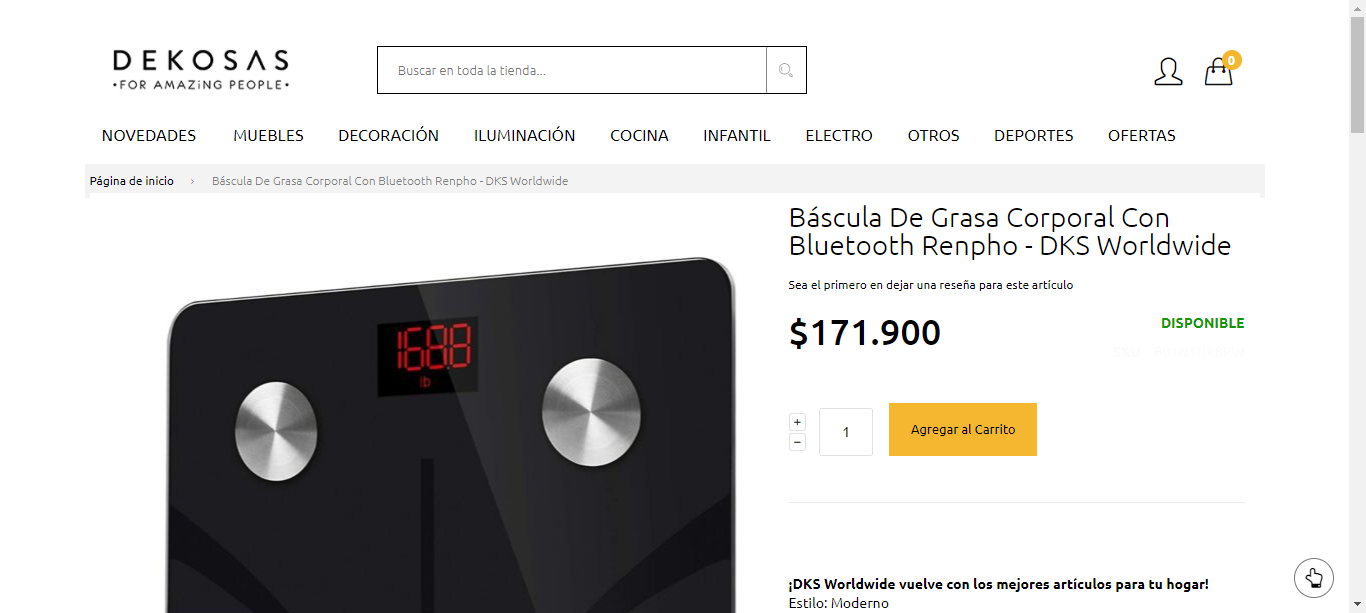 DEKOSAS
•FOR AMAZiNG PEOPLE•
Buscar en toda la tienda...
0
NOVEDADES MUEBLES DECORACIÓN ILUMINACIÓN COCINA INFANTIL ELECTRO OTROS DEPORTES OFERTAS
Página de inicio › Báscula De Grasa Corporal Con Bluetooth Renpho - DKS Worldwide
Báscula De Grasa Corporal Con
Bluetooth Renpho - DKS Worldwide
Sea el primero en dejar una reseña para este artículo
$171.900
DISPONIBLE
SKU
168.8
lb
+
−
1
Agregar al Carrito
¡DKS Worldwide vuelve con los mejores artículos para tu hogar!
Estilo: Moderno